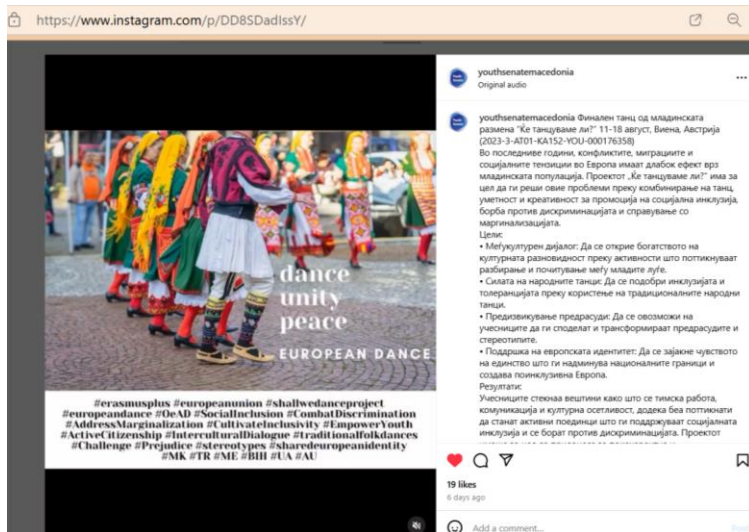 https://www.instagram.com/p/DD8SDadIssY/
dance
unity
peace
EUROPEAN DANCE
#erasmusplus #europeanunion #shallwedanceproject
#europeandance #OeAD #SocialInclusion #CombatDiscrimination
#AddressMarginalization #CultivateInclusivity #EmpowerYouth
#ActiveCitizenship #InterculturalDialogue #traditionalfolkdances
#Challenge #Prejudice #stereotypes #sharedeuropeanidentity
#MK #TR #ME #BIH #UA #AU
youthsenatemacedonia
Original audio
youthsenatemacedonia Финален танц од младинската
размена "Ќе танцуваме ли?" 11-18 август, Виена, Австрија
(2023-3-AT01-KA152-YOU-000176358)
Во последниве години, конфликтите, миграциите и
социјалните тензии во Европа имаат длабок ефект врз
младинската популација. Проектот „Ќе танцуваме ли?" има за
цел да ги реши овие проблеми преку комбинирање на танц,
уметност и креативност за промоција на социјална инклузија,
борба против дискриминацијата и справување со
маргинализацијата.
Цели:
• Меѓукултурен дијалог: Да се открие богатството на
културната разновидност преку активности што поттикнуваат
разбирање и почитување меѓу младите луѓе.
• Силата на народните танци: Да се подобри инклузијата и
толеранцијата преку користење на традиционалните народни
танци.
• Предизвикување предрасуди: Да се овозможи на
учесниците да ги споделат и трансформираат предрасудите и
стереотипите.
• Поддршка на европската идентитет: Да се зајакне чувството
на единство што ги надминува националните граници и
создава поинклузивна Европа.
Резултати:
Учесниците стекнаа вештини како што се тимска работа,
комуникација и културна осетливост, додека беа поттикнати
да станат активни поединци што ги поддржуваат социјалната
инклузија и се борат против дискриминацијата. Проектот
19 likes
6 days ago
Add a comment...